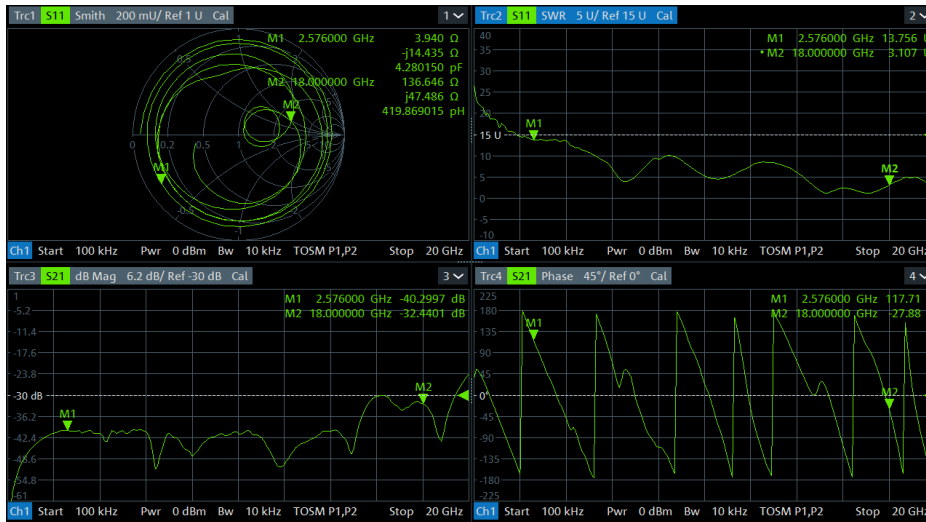 Trc1 S11 Smith 200 mU/ Ref 1 U Cal 1
M1 2.576000 GHz 3.940 Ω
-j14.435 Ω
4.280150 pF
M2 18.000000 GHz 136.646 Ω
j47.486 Ω
419.869015 pH
0.5
M2
0 0.2 0.5 1 2 5
M1
-0.5 -2
-1
Ch1 Start 100 kHz Pwr 0 dBm Bw 10 kHz TOSM P1,P2 Stop 20 GHz
Trc2 S11 SWR 5 U/ Ref 15 U Cal 2
M1 2.576000 GHz 13.756
• M2 18.000000 GHz 3.107
40
35
30
25
20
M1
15 U
10
M2
5
0
-5
-10
Ch1 Start 100 kHz Pwr 0 dBm Bw 10 kHz TOSM P1,P2 Stop 20 GHz
Trc3 S21 dB Mag 6.2 dB/ Ref -30 dB Cal 3
M1 2.576000 GHz -40.2997 dB
M2 18.000000 GHz -32.4401 dB
1
-5.2
-11.4
-17.6
-23.8
-30 dB
M2
-36.2
M1
-42.4
-48.6
-54.8
-61
Ch1 Start 100 kHz Pwr 0 dBm Bw 10 kHz TOSM P1,P2 Stop 20 GHz
Trc4 S21 Phase 45°/ Ref 0° Cal 4
M1 2.576000 GHz 117.71
M2 18.000000 GHz -27.88
225
180
M1
135
90
45
0°
M2
-45
-90
-135
-180
-225
Ch1 Start 100 kHz Pwr 0 dBm Bw 10 kHz TOSM P1,P2 Stop 20 GHz